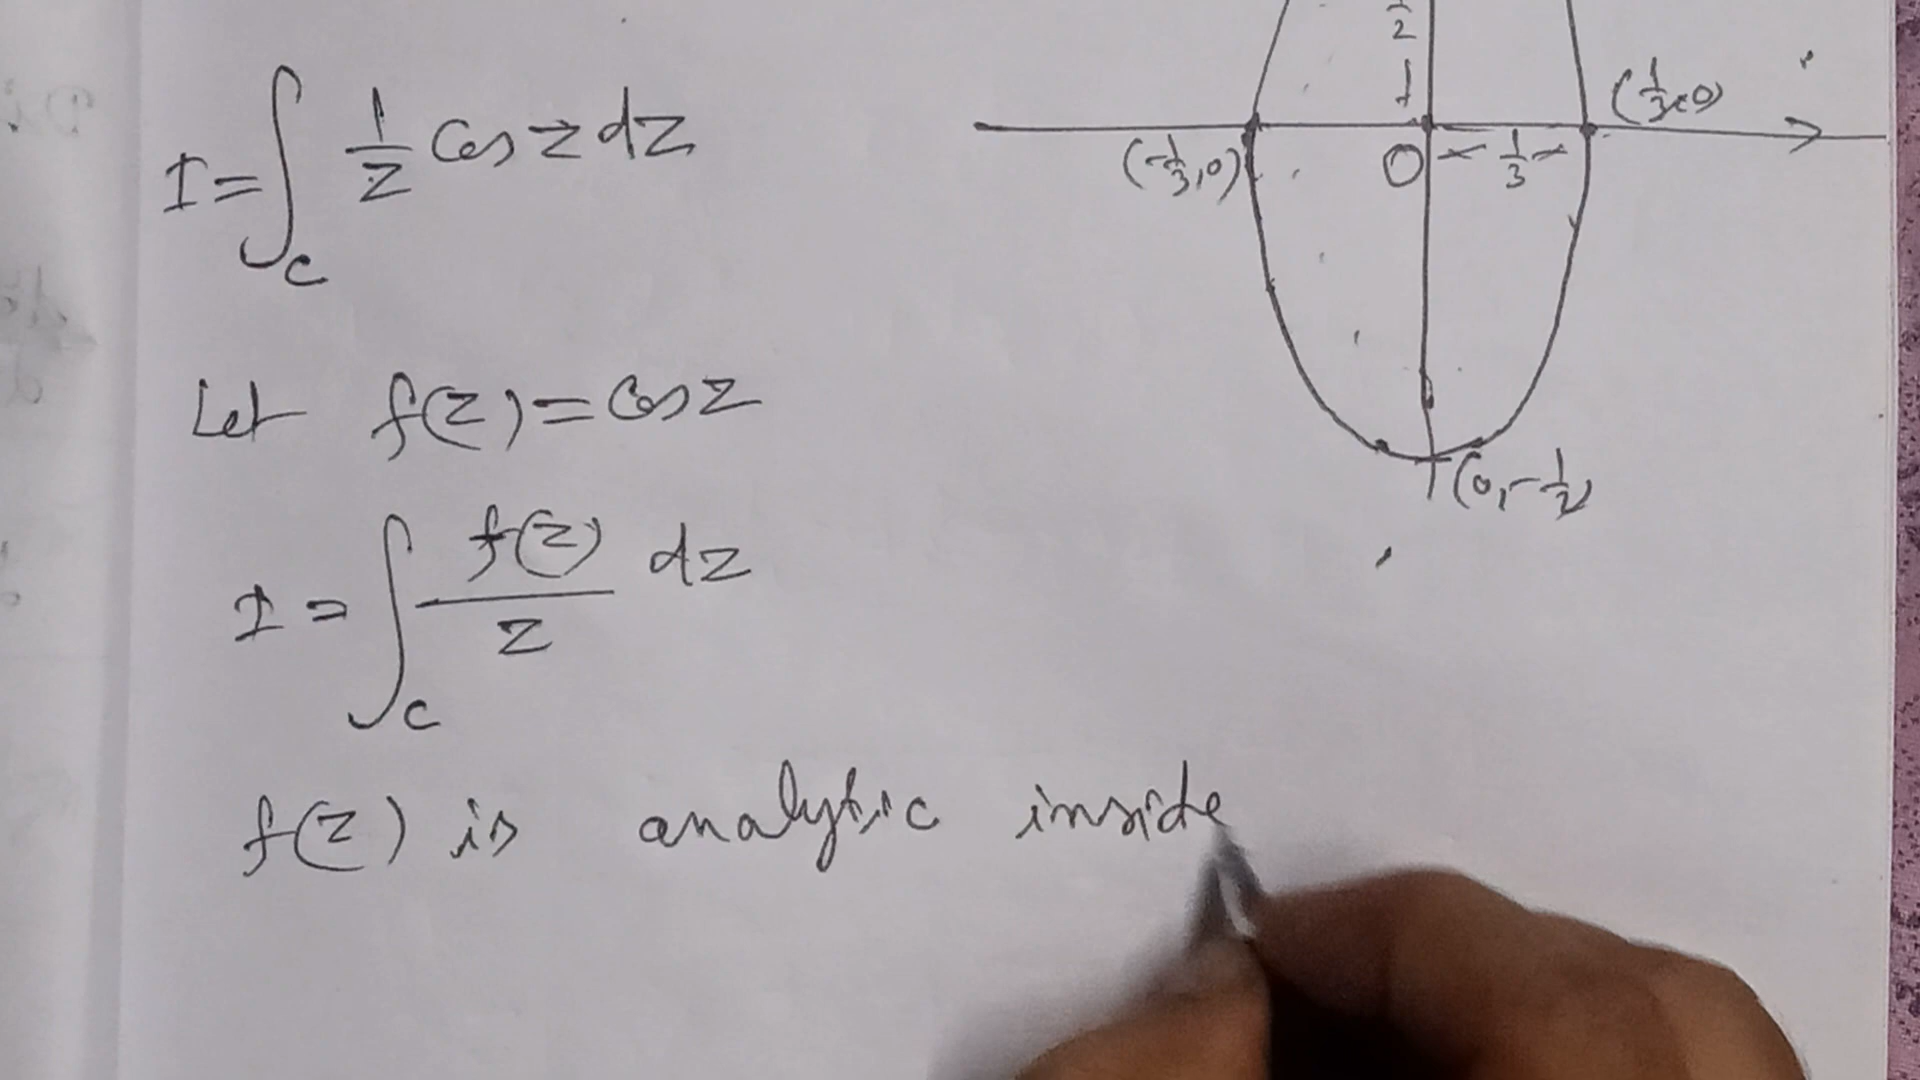 I = ∫_C 1/z Cos z dz
Let f(z) = Cos z
I = ∫_C f(z)/z dz
f(z) is analytic inside
2
(1/3, 0)
(-1/3, 0)
O
1/3
(0, -1/2)